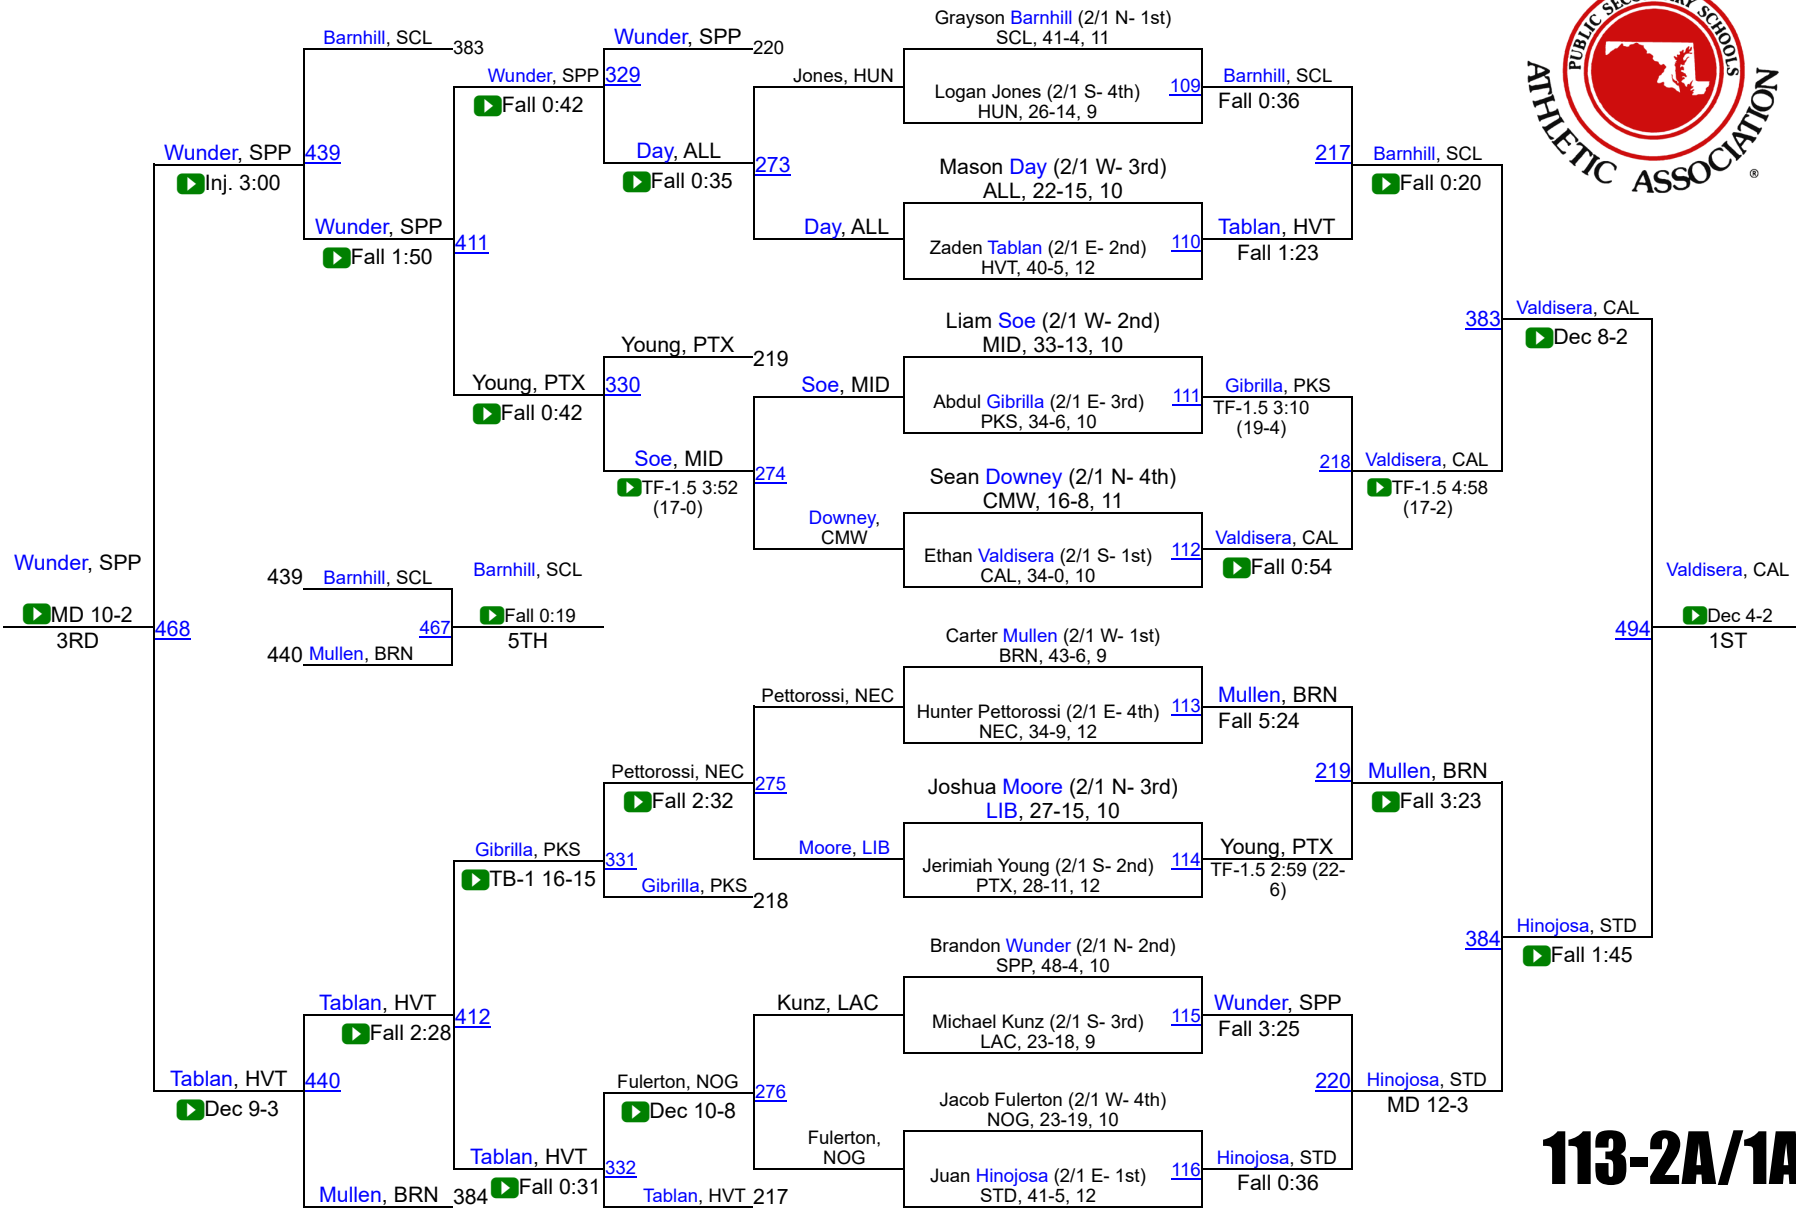 PUBLIC SECONDARY SCHOOLS
ATHLETIC ASSOCIATION
®
Barnhill, SCL
383
Wunder, SPP
439
Inj. 3:00
Wunder, SPP
Fall 1:50
411
Wunder, SPP
Fall 0:42
329
Wunder, SPP
220
Day, ALL
Fall 0:35
273
Jones, HUN
Day, ALL
Young, PTX
Fall 0:42
330
Young, PTX
219
Soe, MID
TF-1.5 3:52
(17-0)
274
Soe, MID
Downey,
CMW
Grayson Barnhill (2/1 N- 1st)
SCL, 41-4, 11
Logan Jones (2/1 S- 4th)
HUN, 26-14, 9
109
Barnhill, SCL
Fall 0:36
Mason Day (2/1 W- 3rd)
ALL, 22-15, 10
Zaden Tablan (2/1 E- 2nd)
HVT, 40-5, 12
110
Tablan, HVT
Fall 1:23
217
Barnhill, SCL
Fall 0:20
Liam Soe (2/1 W- 2nd)
MID, 33-13, 10
Abdul Gibrilla (2/1 E- 3rd)
PKS, 34-6, 10
111
Gibrilla, PKS
TF-1.5 3:10
(19-4)
Sean Downey (2/1 N- 4th)
CMW, 16-8, 11
Ethan Valdisera (2/1 S- 1st)
CAL, 34-0, 10
112
Valdisera, CAL
Fall 0:54
218
Valdisera, CAL
TF-1.5 4:58
(17-2)
383
Valdisera, CAL
Dec 8-2
Wunder, SPP
MD 10-2
3RD
468
439
Barnhill, SCL
440
Mullen, BRN
467
Barnhill, SCL
Fall 0:19
5TH
494
Valdisera, CAL
Dec 4-2
1ST
Carter Mullen (2/1 W- 1st)
BRN, 43-6, 9
Hunter Pettorossi (2/1 E- 4th)
NEC, 34-9, 12
113
Mullen, BRN
Fall 5:24
Joshua Moore (2/1 N- 3rd)
LIB, 27-15, 10
Jerimiah Young (2/1 S- 2nd)
PTX, 28-11, 12
114
Young, PTX
TF-1.5 2:59 (22-
6)
219
Mullen, BRN
Fall 3:23
Brandon Wunder (2/1 N- 2nd)
SPP, 48-4, 10
Michael Kunz (2/1 S- 3rd)
LAC, 23-18, 9
115
Wunder, SPP
Fall 3:25
Jacob Fulerton (2/1 W- 4th)
NOG, 23-19, 10
Juan Hinojosa (2/1 E- 1st)
STD, 41-5, 12
116
Hinojosa, STD
Fall 0:36
220
Hinojosa, STD
MD 12-3
384
Hinojosa, STD
Fall 1:45
Pettorossi, NEC
Pettorossi, NEC
Fall 2:32
275
Moore, LIB
Gibrilla, PKS
TB-1 16-15
331
Gibrilla, PKS
218
Tablan, HVT
Fall 2:28
412
Kunz, LAC
Fulerton, NOG
Dec 10-8
276
Fulerton,
NOG
Tablan, HVT
Dec 9-3
440
Tablan, HVT
Fall 0:31
332
Tablan, HVT
217
Mullen, BRN
384
113-2A/1A